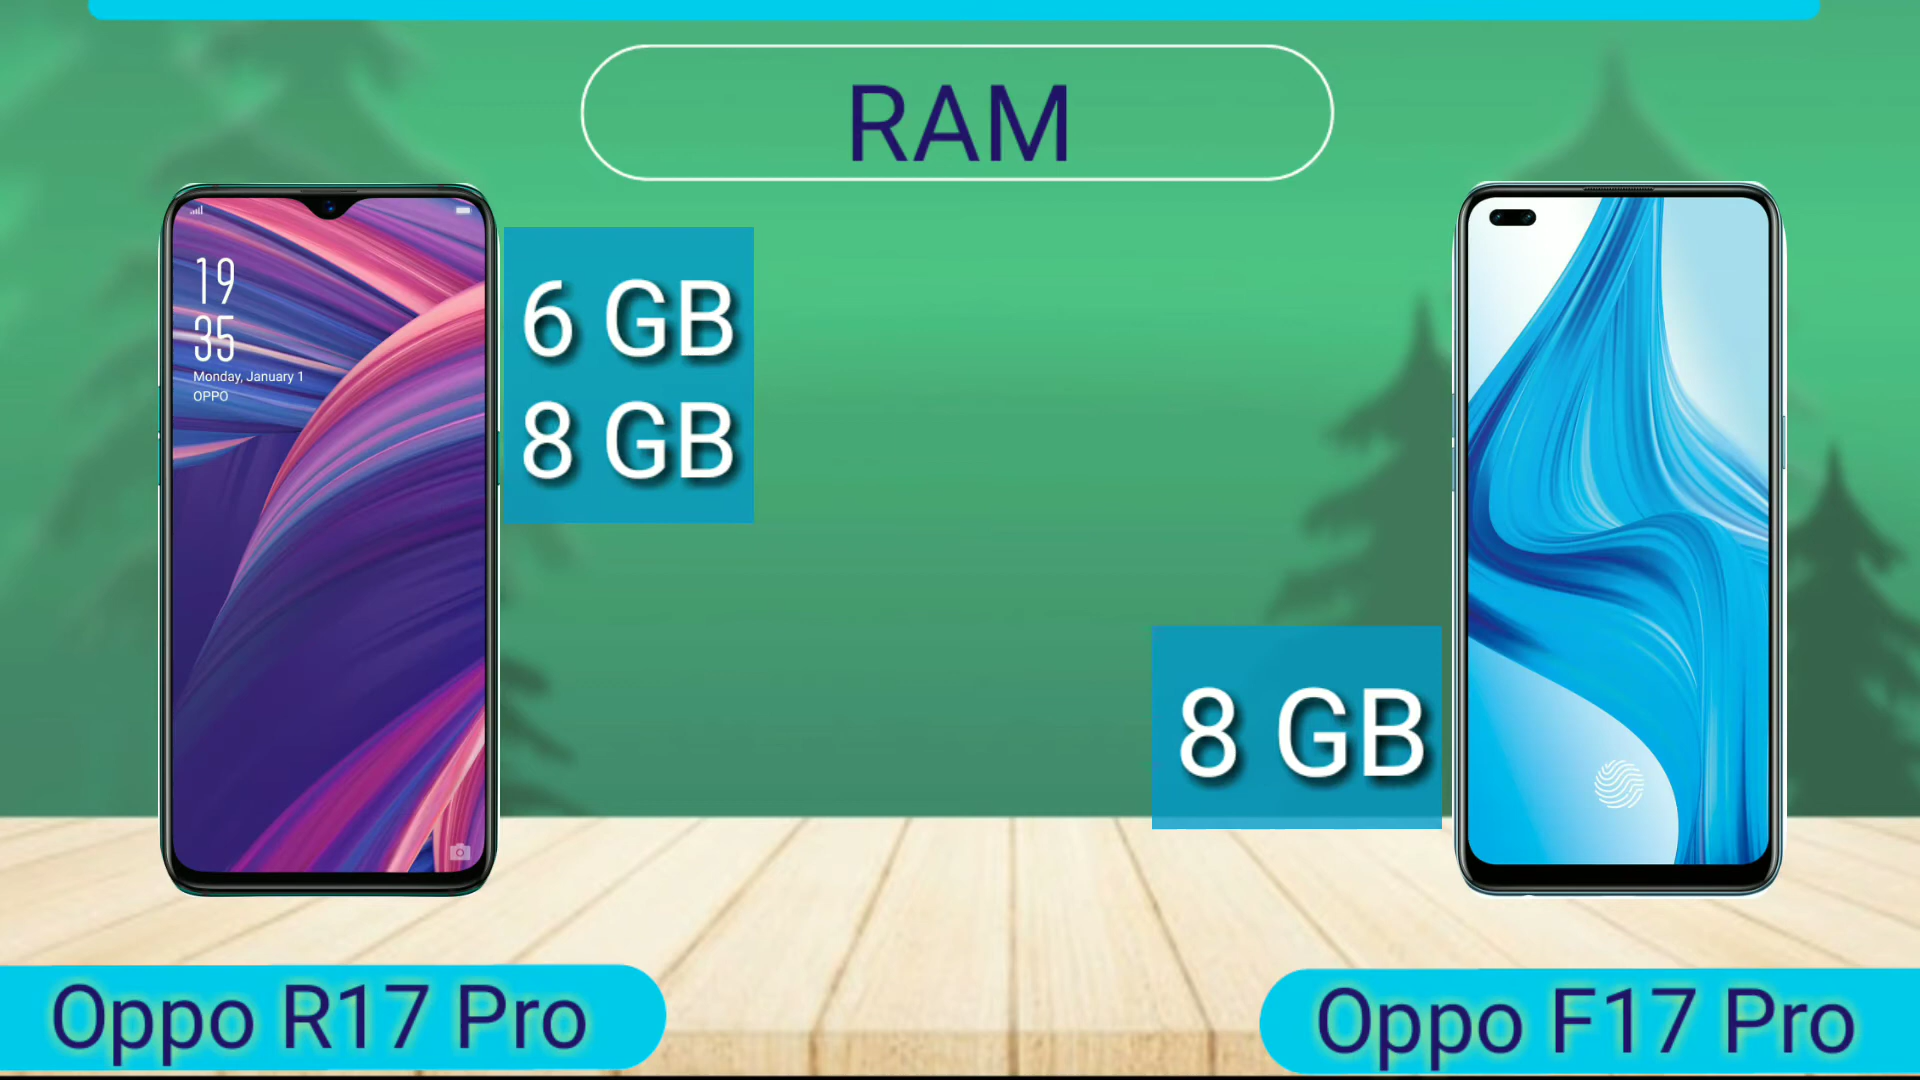 RAM
19
35
Monday, January 1
OPPO
6 GB
8 GB
8 GB
Oppo R17 Pro
Oppo F17 Pro